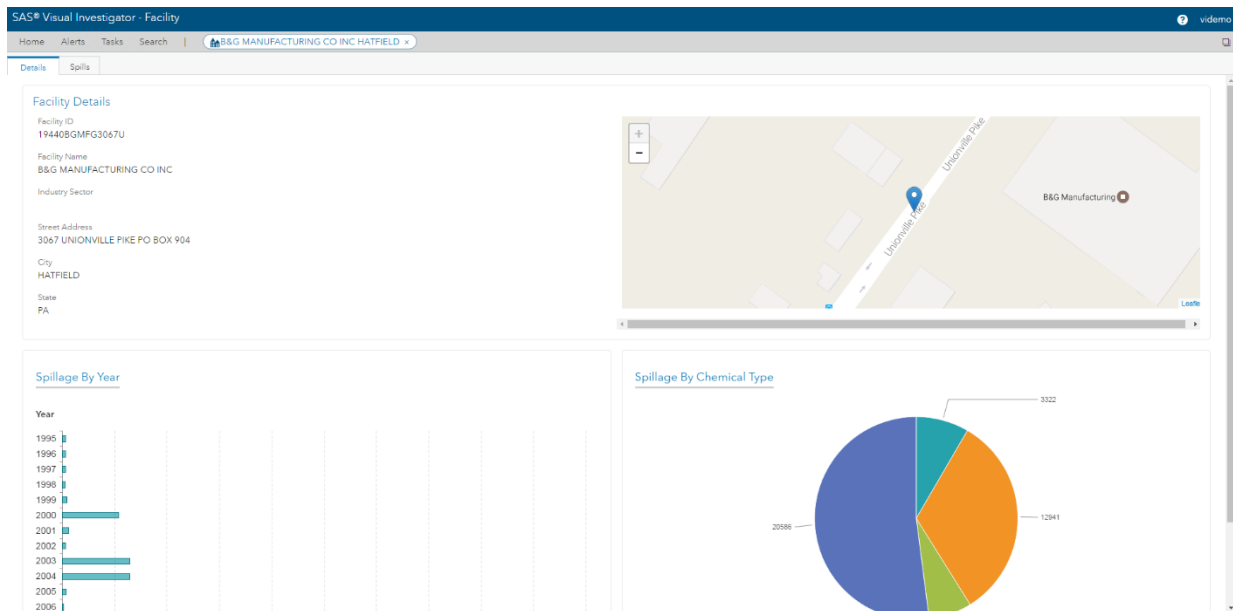 SAS® Visual Investigator - Facility
videmo
Home Alerts Tasks Search | B&G MANUFACTURING CO INC HATFIELD ×
Details Spills
Facility Details
Facility ID
19440BGMFG3067U
Facility Name
B&G MANUFACTURING CO INC
Industry Sector
Street Address
3067 UNIONVILLE PIKE PO BOX 904
City
HATFIELD
State
PA
+
-
Unionville Pike
B&G Manufacturing
Unionville Pike
Leafle
Spillage By Year
Year
1995
1996
1997
1998
1999
2000
2001
2002
2003
2004
2005
2006
Spillage By Chemical Type
3322
12941
20586